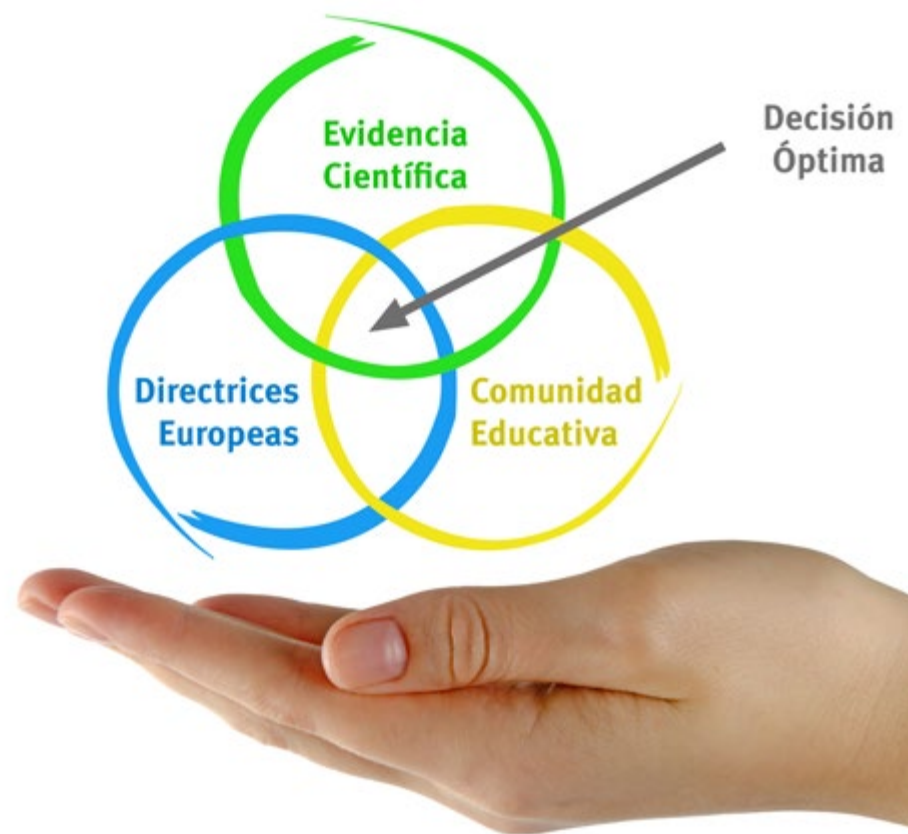 Evidencia
Científica
Decisión
Óptima
Directrices
Europeas
Comunidad
Educativa